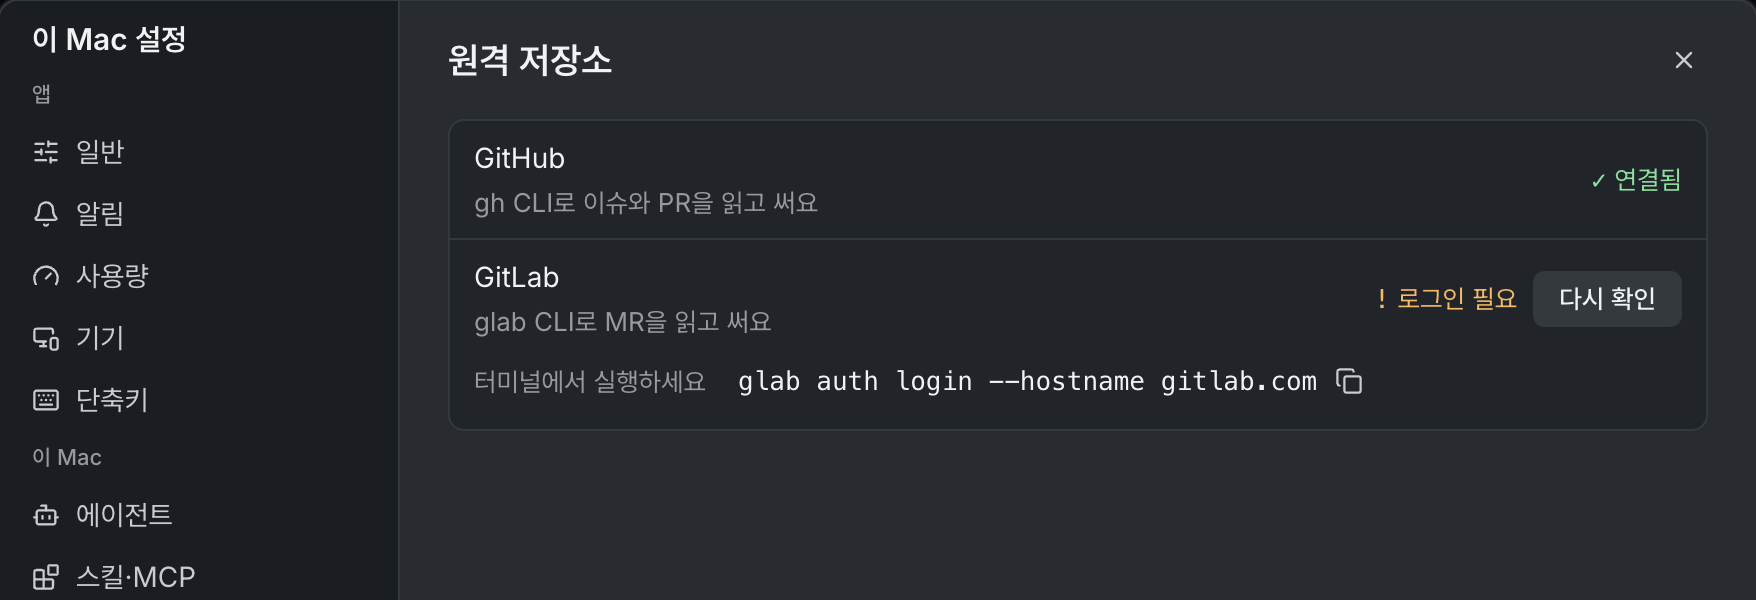 이 Mac 설정
앱
일반
알림
사용량
기기
단축키
이 Mac
에이전트
스킬·MCP
원격 저장소
GitHub
gh CLI로 이슈와 PR을 읽고 써요
✓ 연결됨
GitLab
glab CLI로 MR을 읽고 써요
! 로그인 필요
다시 확인
터미널에서 실행하세요 glab auth login --hostname gitlab.com